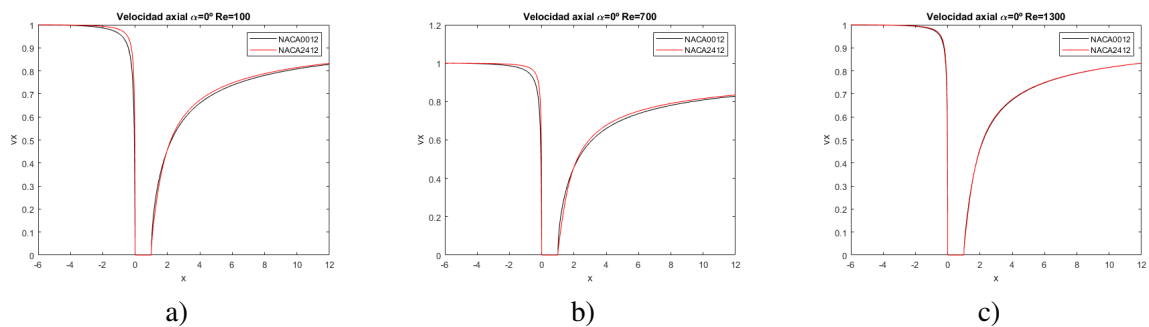 Velocidad axial α=0º Re=100
1
0.9
0.8
0.7
0.6
0.5
0.4
0.3
0.2
0.1
0
vx
-6 -4 -2 0 2 4 6 8 10 12
x
NACA0012
NACA2412
a)
Velocidad axial α=0º Re=700
1.2
1
0.8
0.6
0.4
0.2
0
vx
-6 -4 -2 0 2 4 6 8 10 12
x
NACA0012
NACA2412
b)
Velocidad axial α=0º Re=1300
1
0.9
0.8
0.7
0.6
0.5
0.4
0.3
0.2
0.1
0
vx
-6 -4 -2 0 2 4 6 8 10 12
x
NACA0012
NACA2412
c)